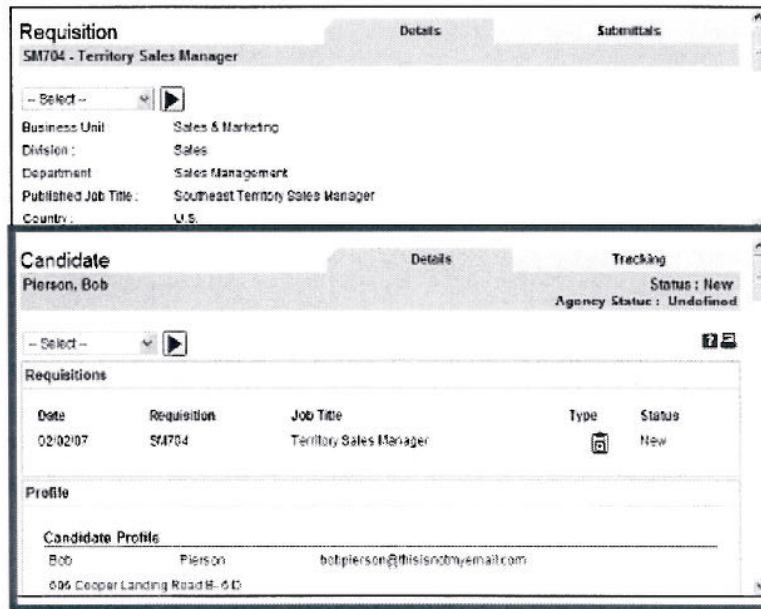 Requisition Details Submittals
SM704 - Territory Sales Manager
-- Select --
Business Unit Sales & Marketing
Division : Sales
Department Sales Management
Published Job Title : Southeast Territory Sales Manager
Country : U.S.
Candidate Details Tracking
Pierson, Bob Status : New
Agency Status : Undefined
-- Select --
Requisitions
Date Requisition Job Title Type Status
02/02/07 SM704 Territory Sales Manager New
Profile
Candidate Profile
Bob Pierson bobpierson@thisisnotmyemail.com
Cooper Landing Road